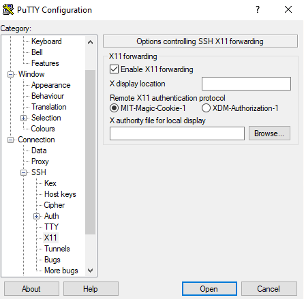 PuTTY Configuration
Category:
Keyboard
Bell
Features
Window
Appearance
Behaviour
Translation
Selection
Colours
Connection
Data
Proxy
SSH
Kex
Host keys
Cipher
Auth
TTY
X11
Tunnels
Bugs
More bugs
Options controlling SSH X11 forwarding
X11 forwarding
Enable X11 forwarding
X display location
Remote X11 authentication protocol
MIT-Magic-Cookie-1 XDM-Authorization-1
X authority file for local display
Browse...
About Help Open Cancel